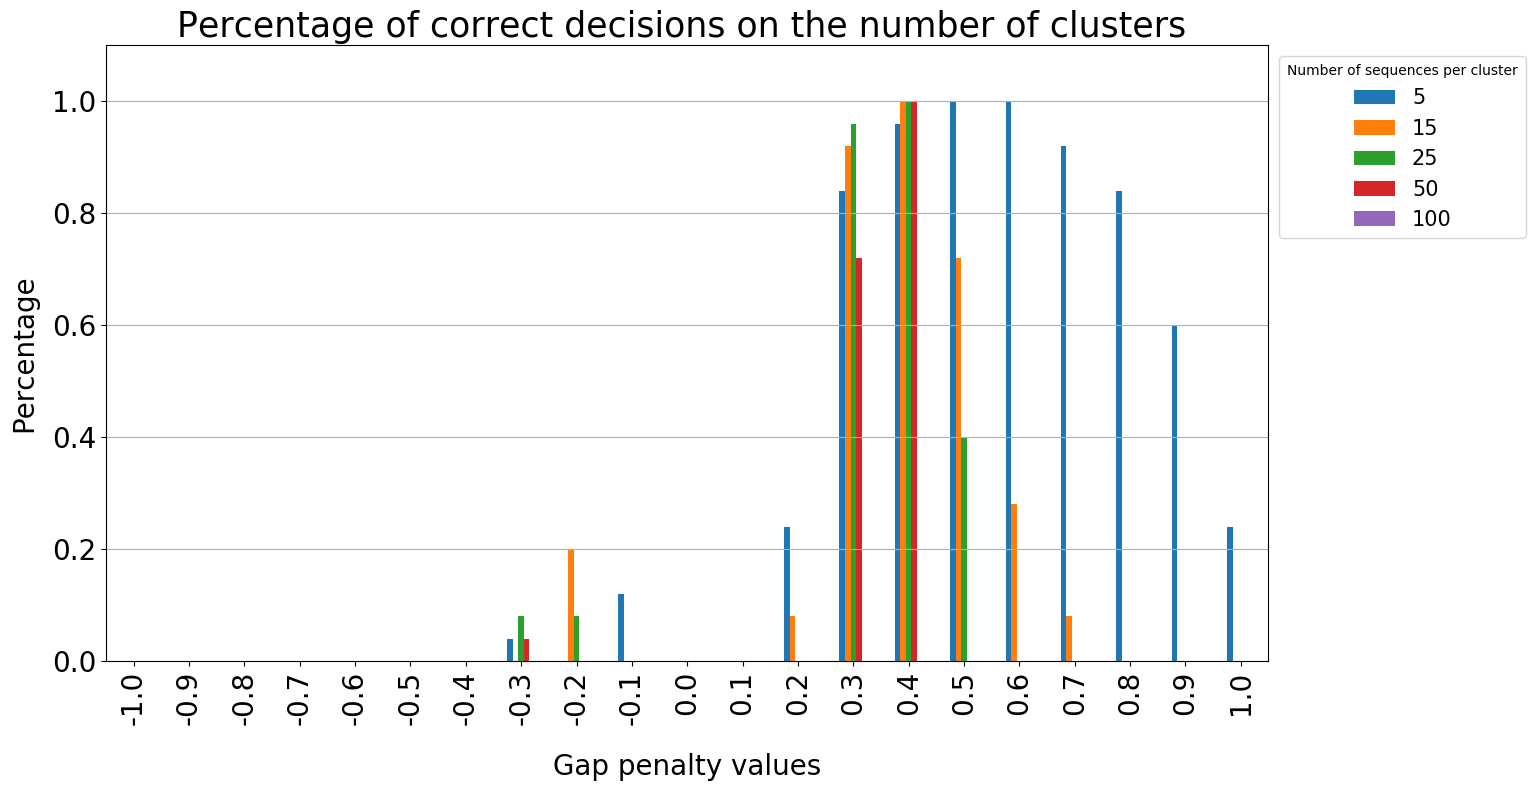 Percentage of correct decisions on the number of clusters
Number of sequences per cluster
5
15
25
50
100
Percentage
1.0
0.8
0.6
0.4
0.2
0.0
-1.0 -0.9 -0.8 -0.7 -0.6 -0.5 -0.4 -0.3 -0.2 -0.1 0.0 0.1 0.2 0.3 0.4 0.5 0.6 0.7 0.8 0.9 1.0
Gap penalty values